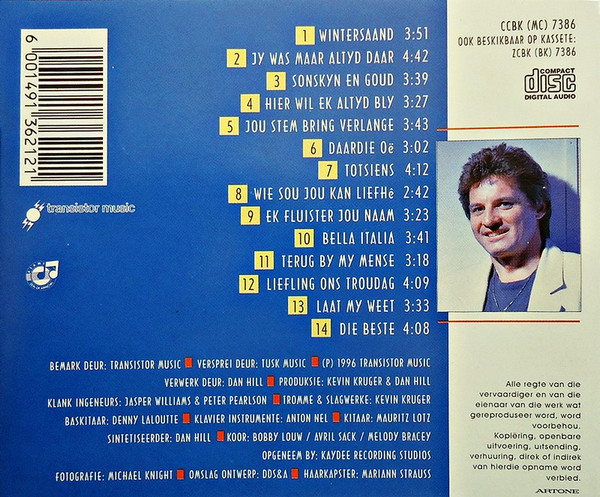 1 WINTERSAAND 3:51
2 JY WAS MAAR ALTYD DAAR 4:42
3 SONSKYN EN GOUD 3:39
4 HIER WIL EK ALTYD BLY 3:27
5 JOU STEM BRING VERLANGE 3:43
6 DAARDIE Oë 3:02
7 TOTSIENS 4:12
8 WIE SOU JOU KAN LIEFHê 2:42
9 EK FLUISTER JOU NAAM 3:23
10 BELLA ITALIA 3:41
11 TERUG BY MY MENSE 3:18
12 LIEFLING ONS TROUDAG 4:09
13 LAAT MY WEET 3:33
14 DIE BESTE 4:08
CCBK (MC) 7386
OOK BESKIKBAAR OP KASSETE:
ZCBK (BK) 7386
COMPACT
disc
DIGITAL AUDIO
6 001491 362121
transistor music
BEMARK DEUR: TRANSISTOR MUSIC VERSPREI DEUR: TUSK MUSIC (P) 1996 TRANSISTOR MUSIC
VERWERK DEUR: DAN HILL PRODUKSIE: KEVIN KRUGER & DAN HILL
KLANK INGENEURS: JASPER WILLIAMS & PETER PEARLSON TROMME & SLAGWERKE: KEVIN KRUGER
BASKITAAR: DENNY LALOUTTE KLAVIER INSTRUMENTE: ANTON NEL KITAAR: MAURITZ LOTZ
SINTETISEERDER: DAN HILL KOOR: BOBBY LOUW / AVRIL SACK / MELODY BRACEY
OPGENEEM BY: KAYDEE RECORDING STUDIOS
FOTOGRAFIE: MICHAEL KNIGHT OMSLAG ONTWERP: DDS&A HAARKAPSTER: MARIANN STRAUSS
Alle regte van die
vervaardiger en van die
eienaar van die werk wat
gereproduseer word, word
voorbehou.
Kopiëring, openbare
uitvoering, uitsending,
verhuuring, direk of indirek
van hierdie opname word
verbied.
ARTONE